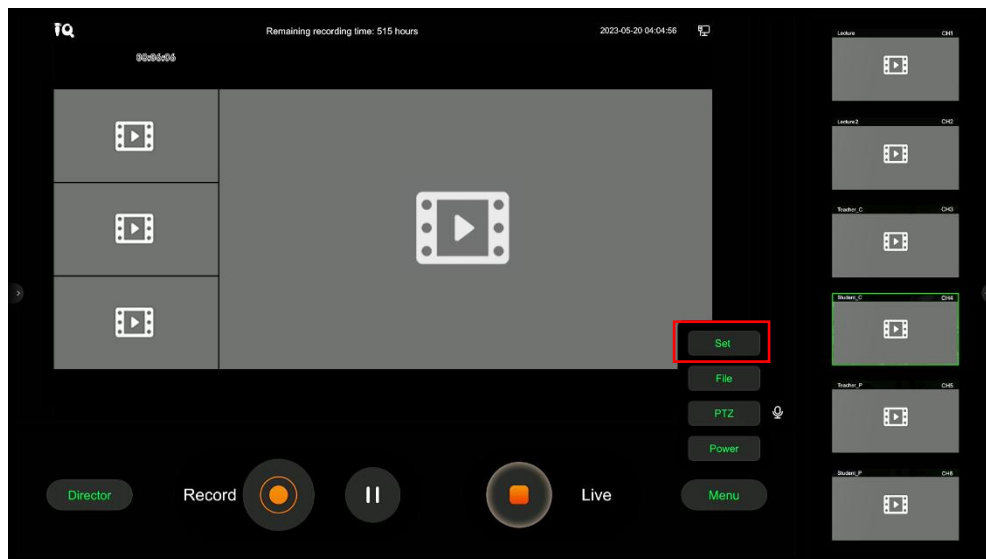 IQ
Remaining recording time: 515 hours
2023-05-20 04:04:56
Lecture CH1
Lecture2 CH2
Teacher_C CH3
Student_C CH4
Set
File
PTZ
Teacher_P CH5
Power
Student_P CH6
Director
Record
Live
Menu